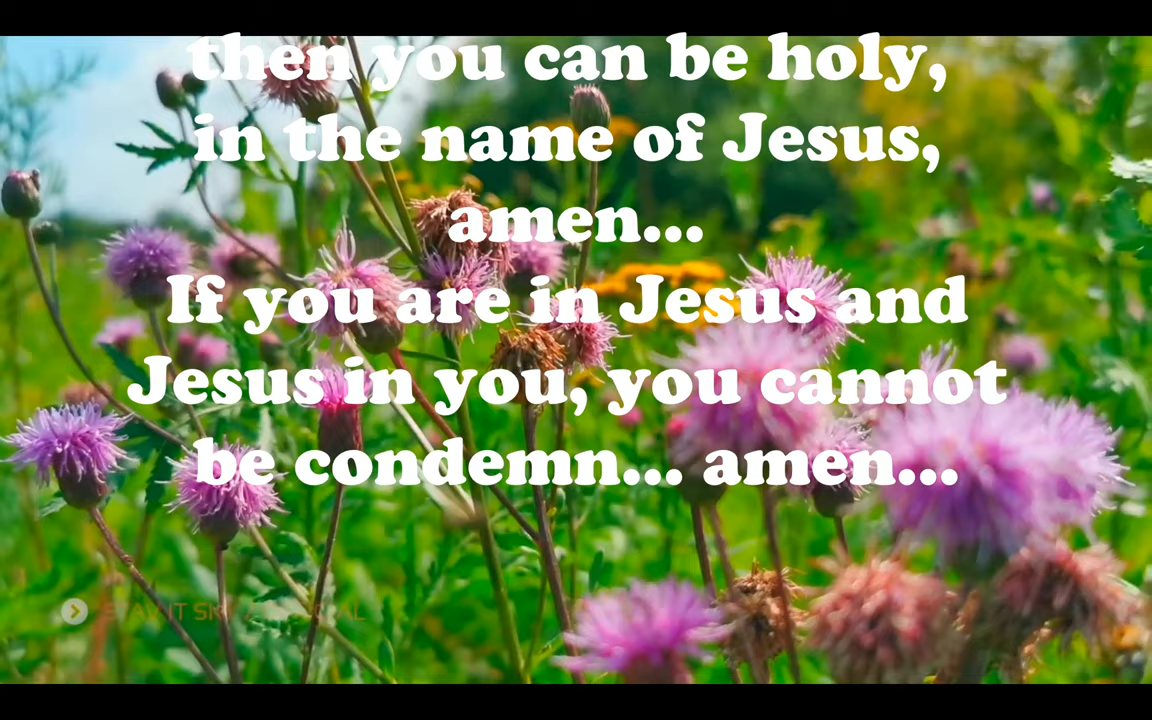 then you can be holy,
in the name of Jesus,
amen...
If you are in Jesus and
Jesus in you, you cannot
be condemn... amen...